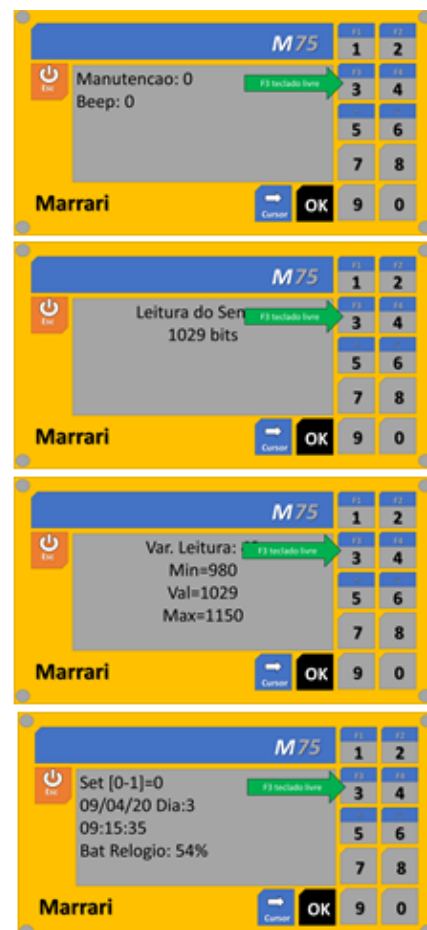 M75
F1 F2
1 2
Esc
Manutencao: 0
F3 teclado livre
F3 F4
3 4
Beep: 0
5 6
7 8
Marrari
Cursor
OK
9 0
M75
F1 F2
1 2
Esc
Leitura do Sen
F3 teclado livre
F3 F4
3 4
1029 bits
5 6
7 8
Marrari
Cursor
OK
9 0
M75
F1 F2
1 2
Esc
Var. Leitura:
F3 teclado livre
F3 F4
3 4
Min=980
Val=1029
5 6
Max=1150
7 8
Marrari
Cursor
OK
9 0
M75
F1 F2
1 2
Esc
Set [0-1]=0
F3 teclado livre
F3 F4
3 4
09/04/20 Dia:3
09:15:35
5 6
Bat Relogio: 54%
7 8
Marrari
Cursor
OK
9 0